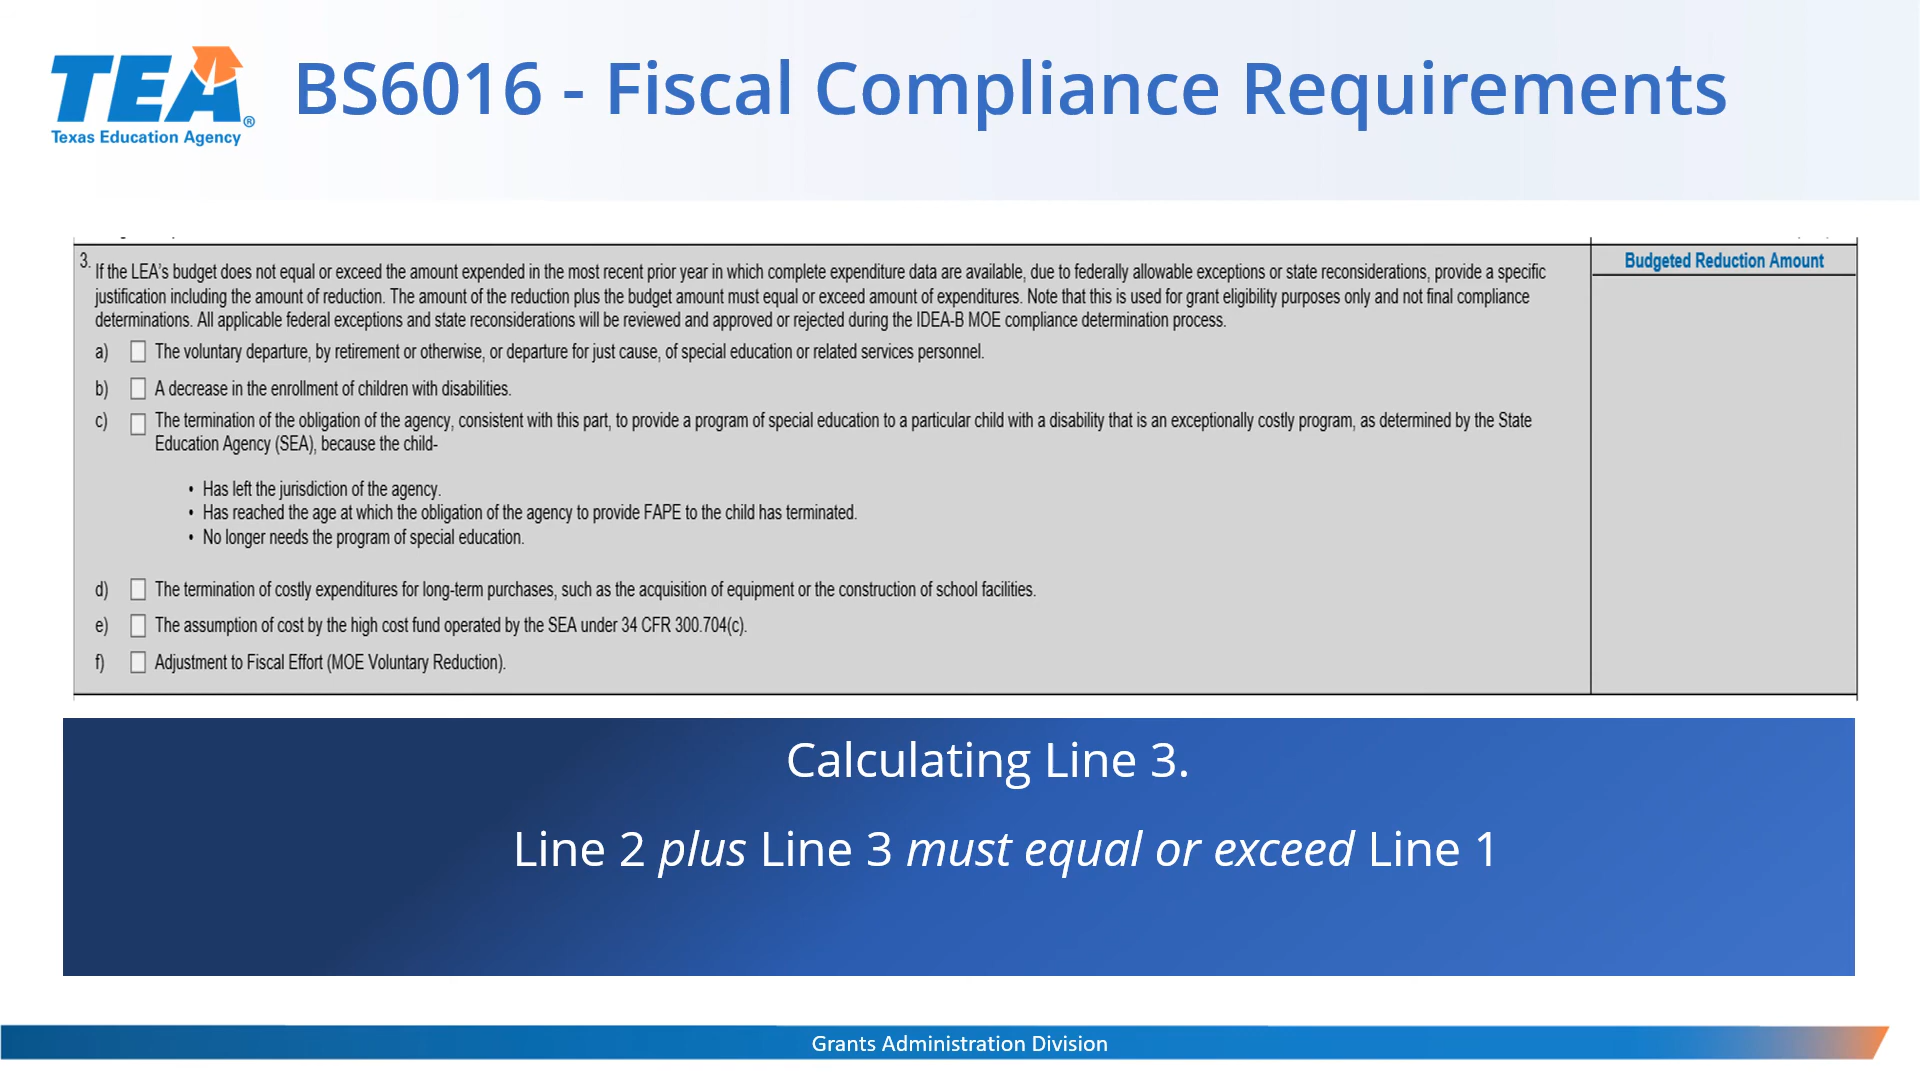 TEA®
Texas Education Agency
BS6016 - Fiscal Compliance Requirements
Budgeted Reduction Amount
3. If the LEA's budget does not equal or exceed the amount expended in the most recent prior year in which complete expenditure data are available, due to federally allowable exceptions or state reconsiderations, provide a specific
justification including the amount of reduction. The amount of the reduction plus the budget amount must equal or exceed amount of expenditures. Note that this is used for grant eligibility purposes only and not final compliance
determinations. All applicable federal exceptions and state reconsiderations will be reviewed and approved or rejected during the IDEA-B MOE compliance determination process.
a) The voluntary departure, by retirement or otherwise, or departure for just cause, of special education or related services personnel.
b) A decrease in the enrollment of children with disabilities.
c) The termination of the obligation of the agency, consistent with this part, to provide a program of special education to a particular child with a disability that is an exceptionally costly program, as determined by the State
Education Agency (SEA), because the child-
• Has left the jurisdiction of the agency.
• Has reached the age at which the obligation of the agency to provide FAPE to the child has terminated.
• No longer needs the program of special education.
d) The termination of costly expenditures for long-term purchases, such as the acquisition of equipment or the construction of school facilities.
e) The assumption of cost by the high cost fund operated by the SEA under 34 CFR 300.704(c).
f) Adjustment to Fiscal Effort (MOE Voluntary Reduction).
Calculating Line 3.
Line 2 plus Line 3 must equal or exceed Line 1
Grants Administration Division